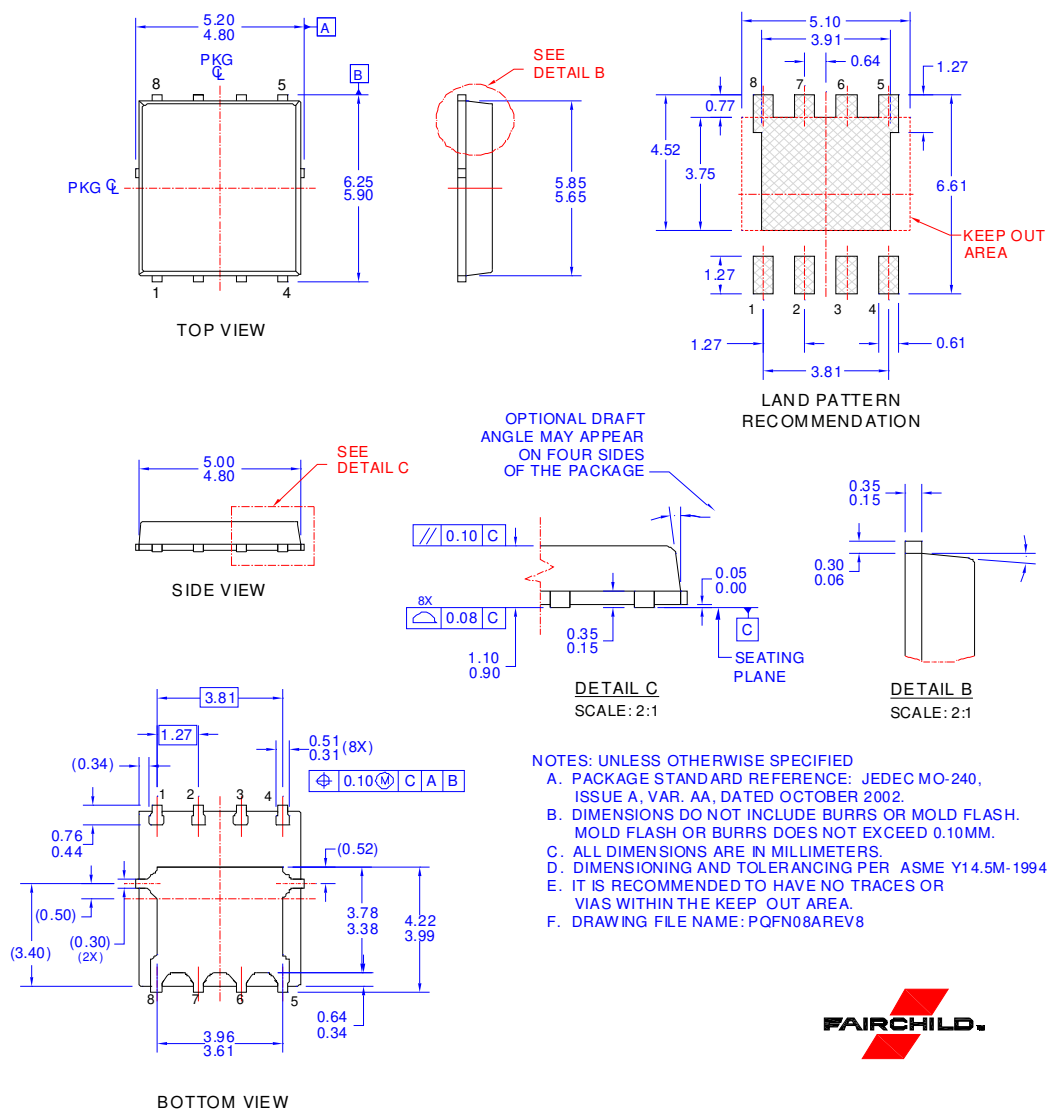 5.20
4.80
A
PKG
CL
B
8
5
PKG CL
6.25
5.90
1
4
TOP VIEW
SEE
DETAIL B
5.85
5.65
5.10
3.91
0.64
1.27
8
7
6
5
0.77
4.52
3.75
6.61
KEEP OUT
AREA
1.27
1
2
3
4
1.27
0.61
3.81
LAND PATTERN
RECOMMENDATION
5.00
4.80
SEE
DETAIL C
SIDE VIEW
OPTIONAL DRAFT
ANGLE MAY APPEAR
ON FOUR SIDES
OF THE PACKAGE
// 0.10 C
8X
⌓ 0.08 C
1.10
0.90
0.35
0.15
0.05
0.00
C
SEATING
PLANE
DETAIL C
SCALE: 2:1
0.35
0.15
0.30
0.06
DETAIL B
SCALE: 2:1
3.81
1.27
0.51
0.31 (8X)
⌖ 0.10 Ⓜ C A B
(0.34)
1
2
3
4
0.76
0.44
(0.52)
(0.50)
(0.30)
(2X)
(3.40)
3.78
3.38
4.22
3.99
8
7
6
5
0.64
0.34
3.96
3.61
BOTTOM VIEW
NOTES: UNLESS OTHERWISE SPECIFIED
A. PACKAGE STANDARD REFERENCE: JEDEC MO-240,
ISSUE A, VAR. AA, DATED OCTOBER 2002.
B. DIMENSIONS DO NOT INCLUDE BURRS OR MOLD FLASH.
MOLD FLASH OR BURRS DOES NOT EXCEED 0.10MM.
C. ALL DIMENSIONS ARE IN MILLIMETERS.
D. DIMENSIONING AND TOLERANCING PER ASME Y14.5M-1994
E. IT IS RECOMMENDED TO HAVE NO TRACES OR
VIAS WITHIN THE KEEP OUT AREA.
F. DRAWING FILE NAME: PQFN08AREV8
FAIRCHILD™